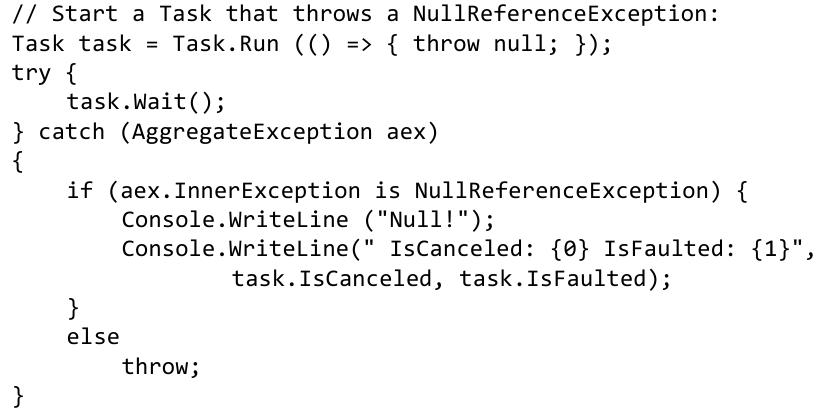 // Start a Task that throws a NullReferenceException:
Task task = Task.Run (() => { throw null; });
try {
    task.Wait();
} catch (AggregateException aex)
{
    if (aex.InnerException is NullReferenceException) {
        Console.WriteLine ("Null!");
        Console.WriteLine(" IsCanceled: {0} IsFaulted: {1}",
                task.IsCanceled, task.IsFaulted);
    }
    else
        throw;
}